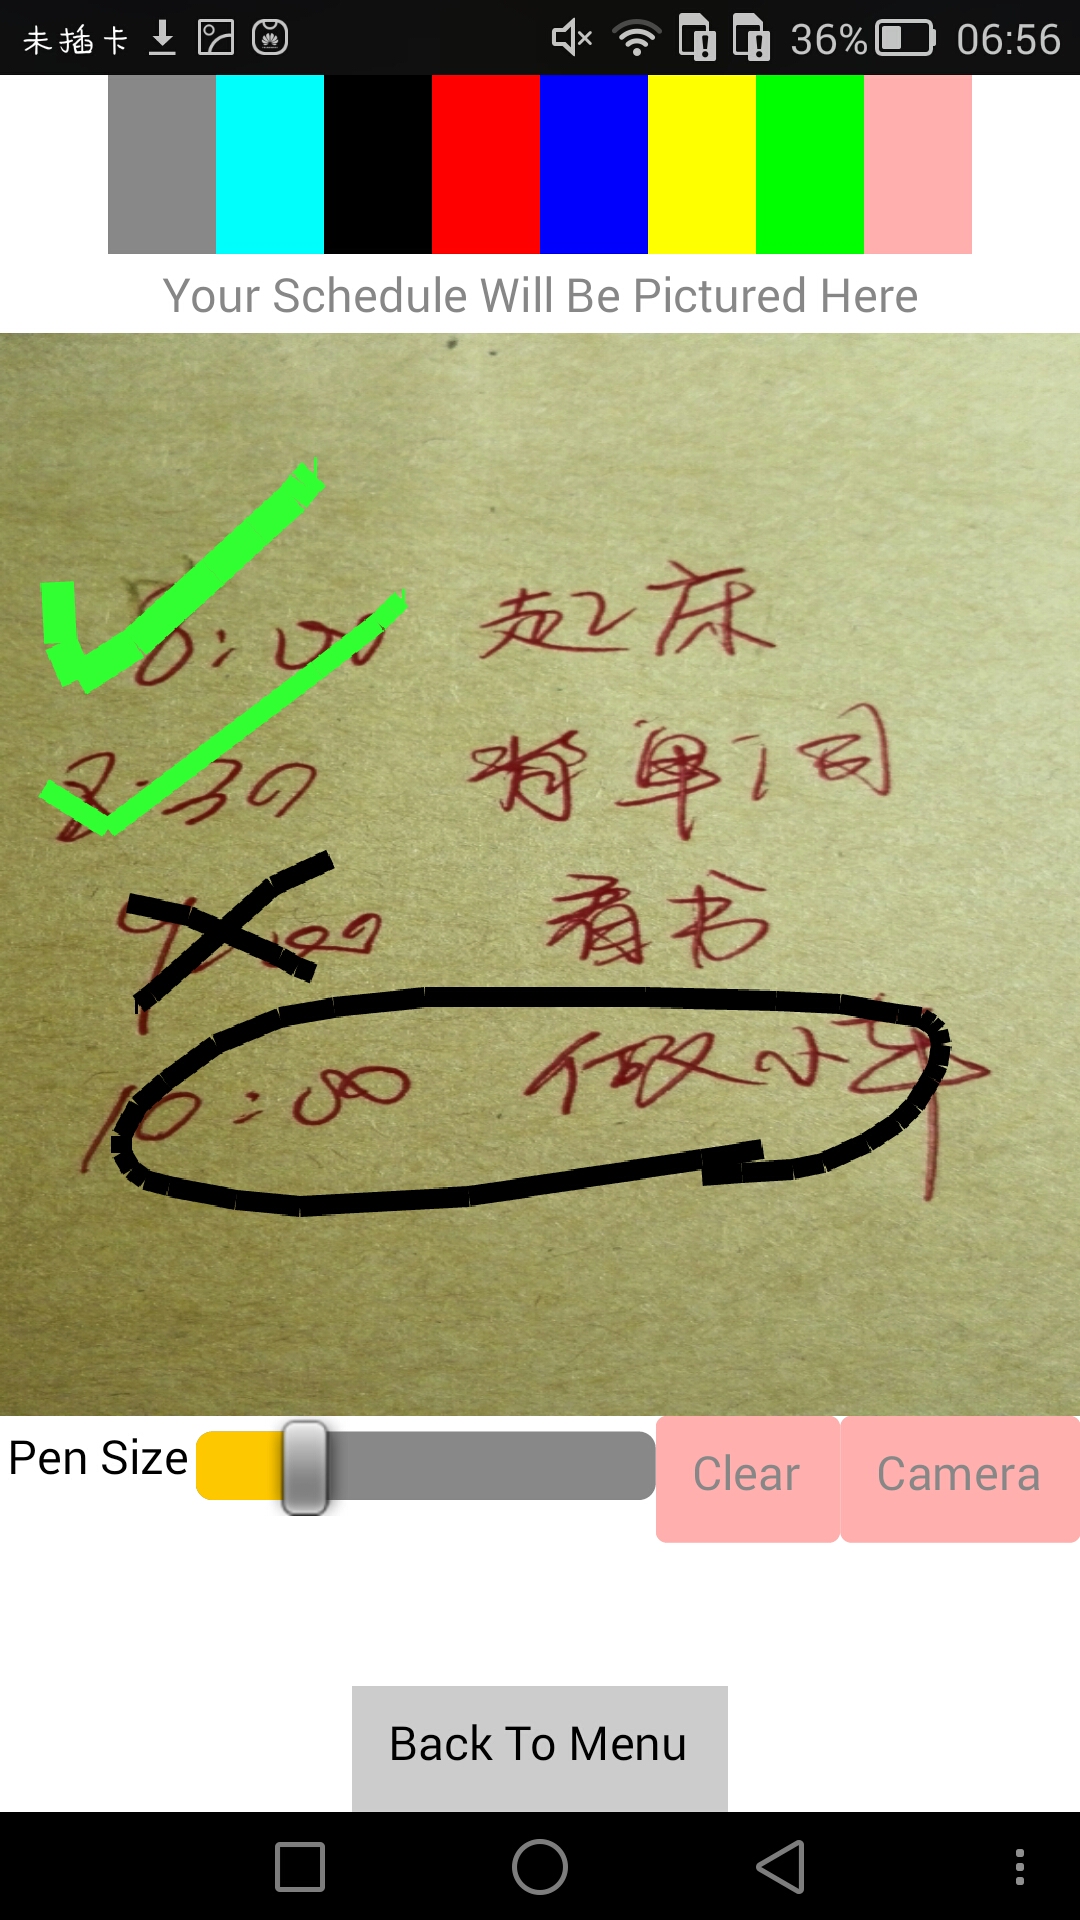 未插卡 36% 06:56
Your Schedule Will Be Pictured Here
8:00 起床
8:30 背单词
9:00 看书
10:00 做小车
Pen Size Clear Camera
Back To Menu